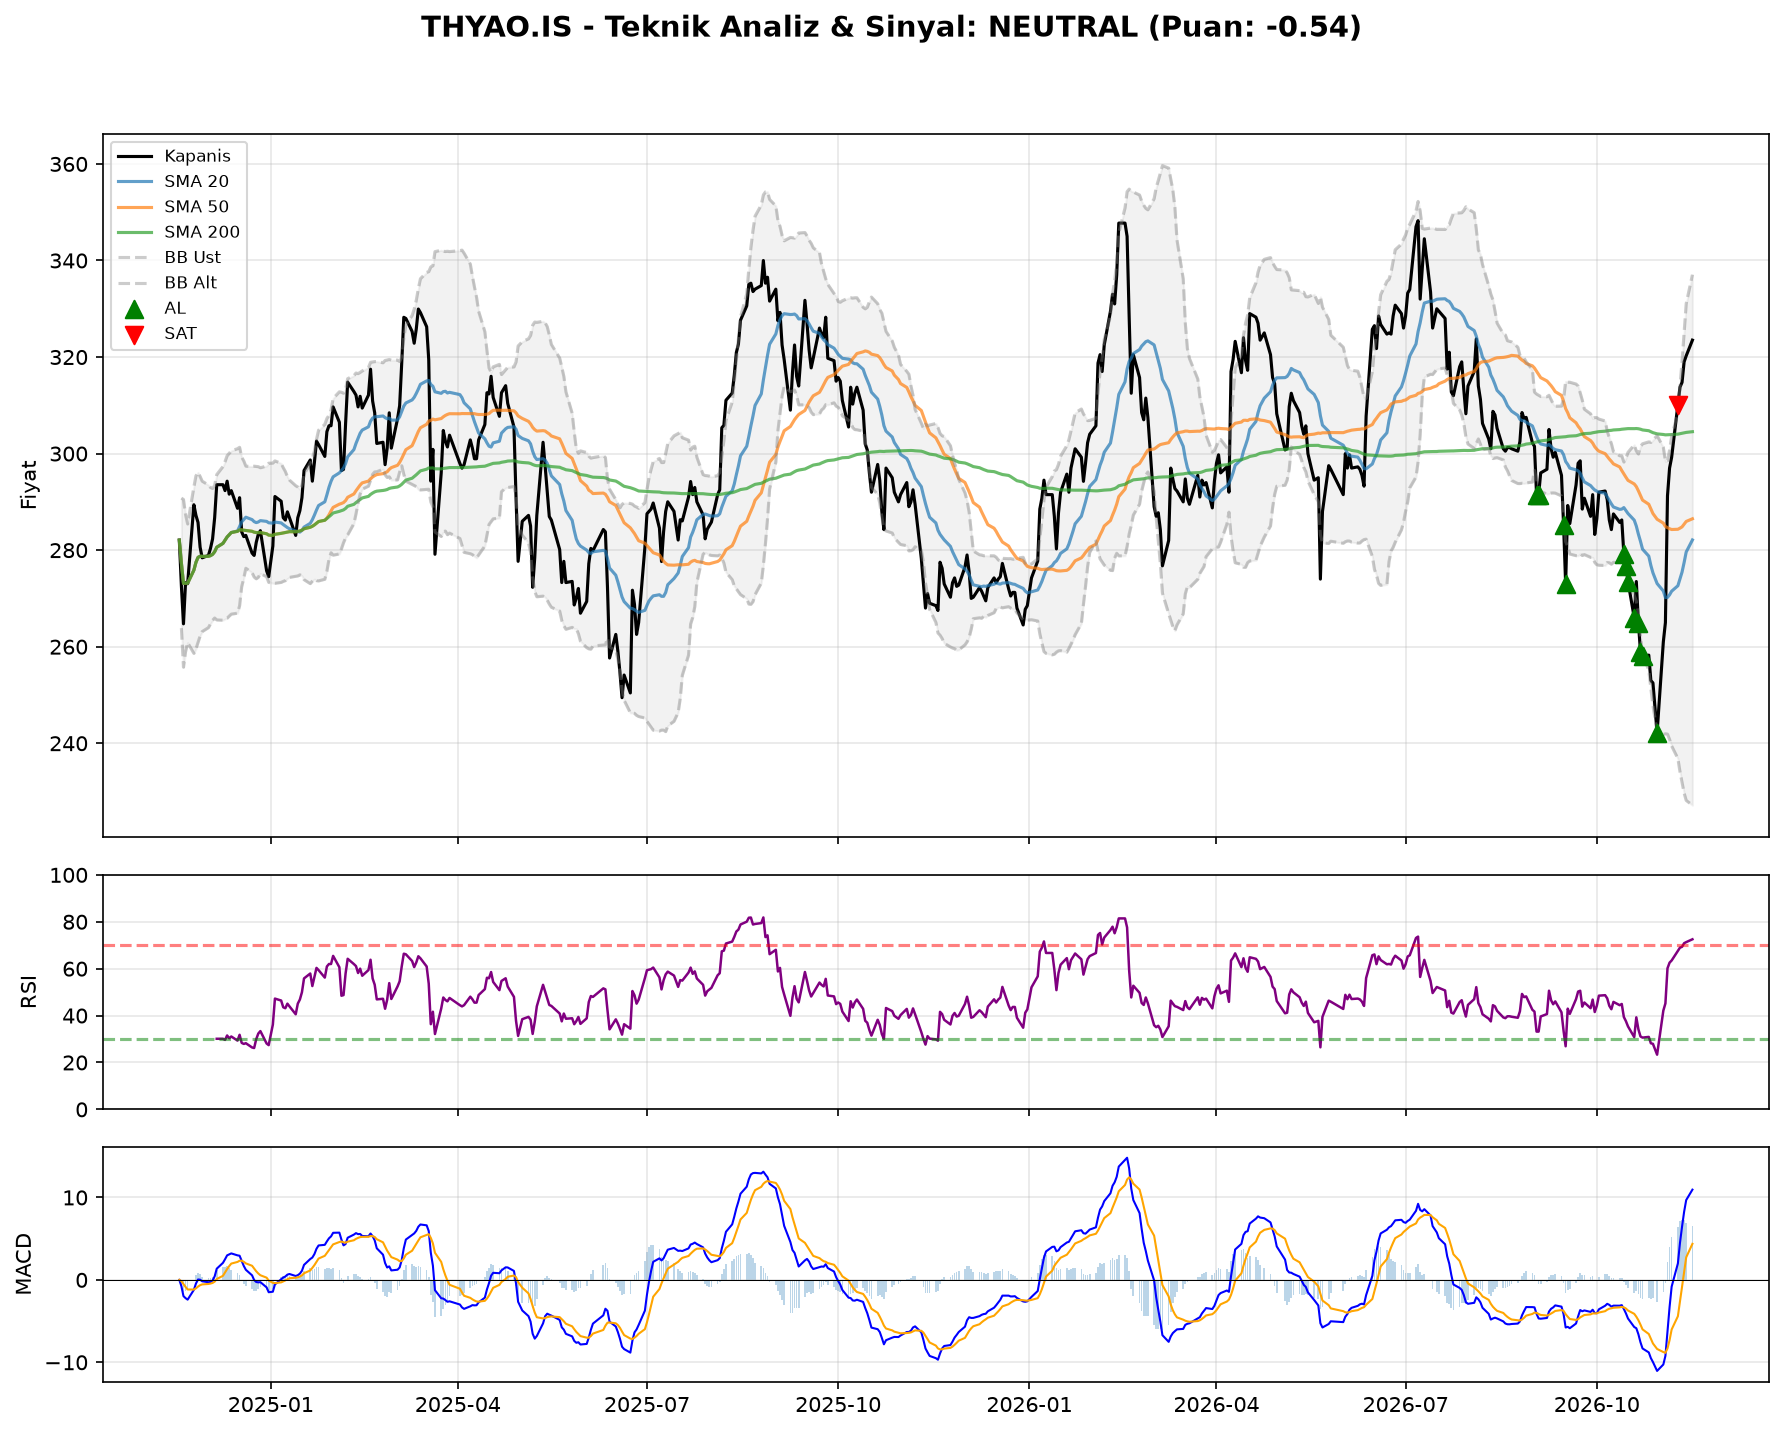 THYAO.IS - Teknik Analiz & Sinyal: NEUTRAL (Puan: -0.54)
Kapanis
SMA 20
SMA 50
SMA 200
BB Ust
BB Alt
AL
SAT
Fiyat
360
340
320
300
280
260
240
RSI
100
80
60
40
20
0
MACD
10
0
−10
2025-01
2025-04
2025-07
2025-10
2026-01
2026-04
2026-07
2026-10